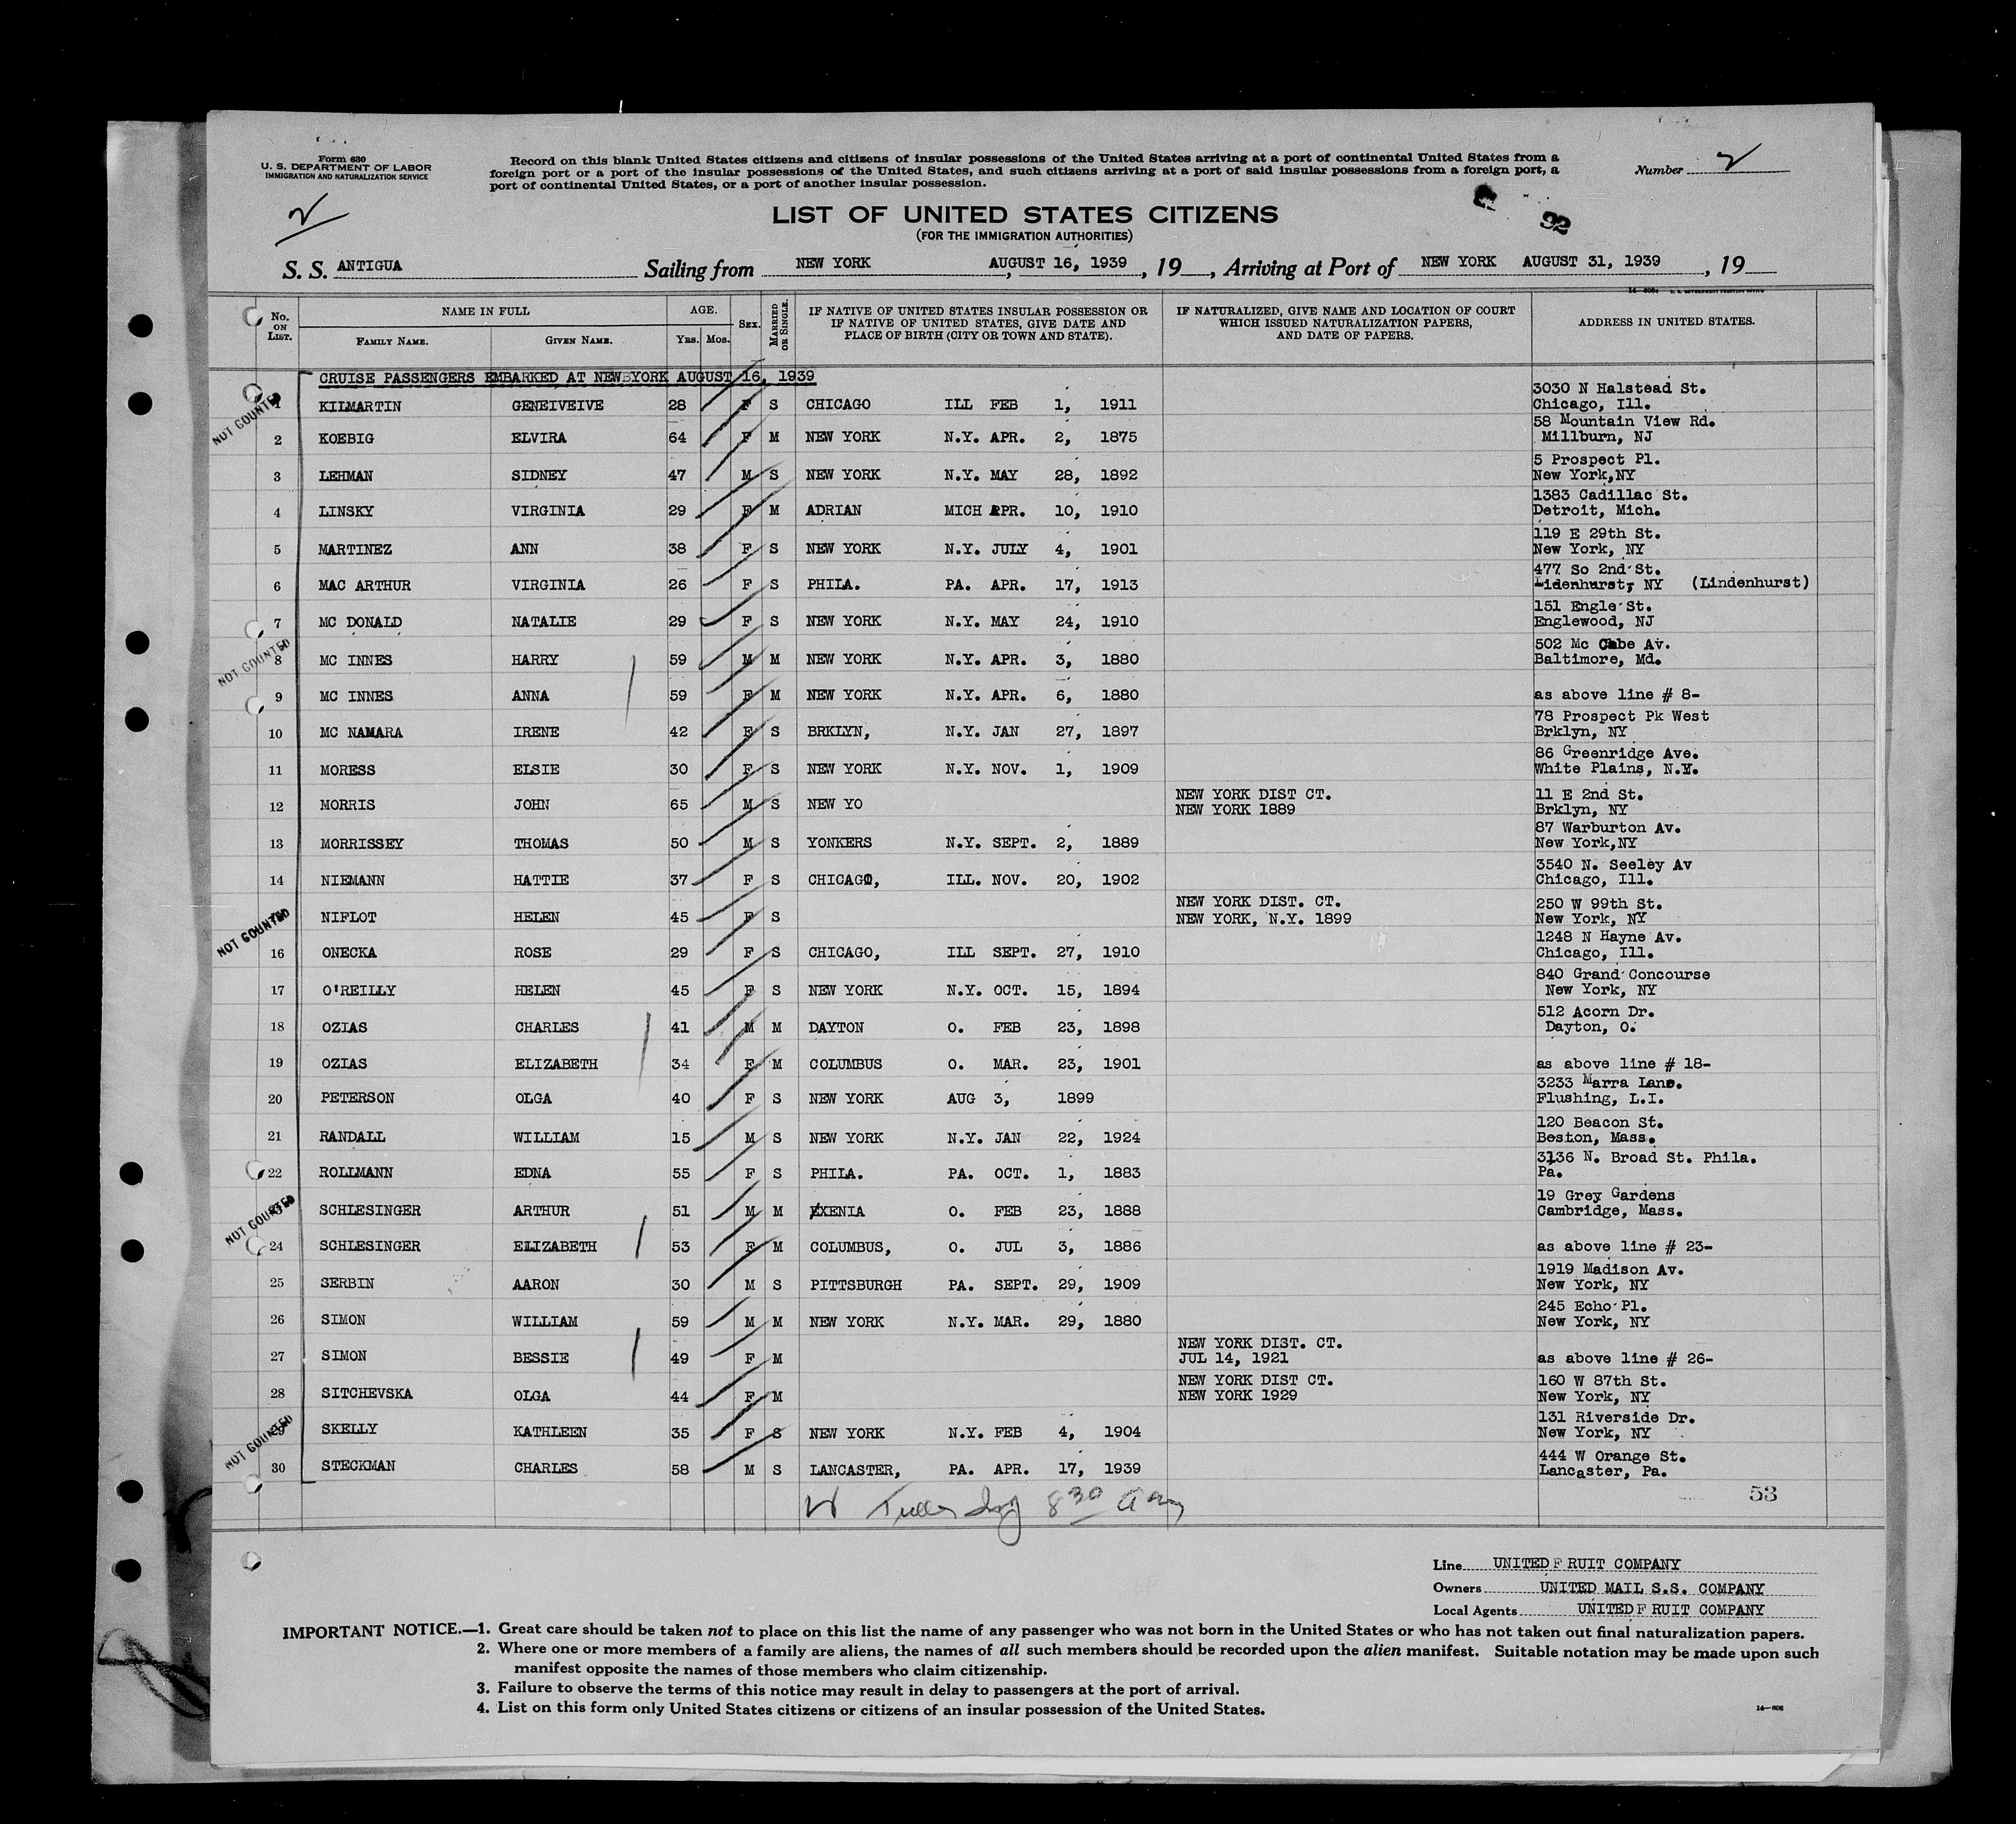 Form 630
U. S. DEPARTMENT OF LABOR
IMMIGRATION AND NATURALIZATION SERVICE
Record on this blank United States citizens and citizens of insular possessions of the United States arriving at a port of continental United States from a
foreign port or a port of the insular possessions of the United States, and such citizens arriving at a port of said insular possessions from a foreign port, a
port of continental United States, or a port of another insular possession.
Number 2
2
LIST OF UNITED STATES CITIZENS
(FOR THE IMMIGRATION AUTHORITIES)
92
S. S. ANTIGUA Sailing from NEW YORK AUGUST 16, 1939, 19 , Arriving at Port of NEW YORK AUGUST 31, 1939, 19
No. ON LIST. NAME IN FULL FAMILY NAME. GIVEN NAME. AGE. Yrs. Mos. SEX. MARRIED OR SINGLE. IF NATIVE OF UNITED STATES INSULAR POSSESSION OR IF NATIVE OF UNITED STATES, GIVE DATE AND PLACE OF BIRTH (CITY OR TOWN AND STATE). IF NATURALIZED, GIVE NAME AND LOCATION OF COURT WHICH ISSUED NATURALIZATION PAPERS, AND DATE OF PAPERS. ADDRESS IN UNITED STATES.
CRUISE PASSENGERS EMBARKED AT NEW YORK AUGUST 16, 1939
NOT COUNTED
1 KILMARTIN GENEIVEIVE 28 F S CHICAGO ILL FEB 1, 1911 3030 N Halstead St. Chicago, Ill.
2 KOEBIG ELVIRA 64 F M NEW YORK N.Y. APR. 2, 1875 58 Mountain View Rd. Millburn, NJ
3 LEHMAN SIDNEY 47 M S NEW YORK N.Y. MAY 28, 1892 5 Prospect Pl. New York,NY
4 LINSKY VIRGINIA 29 F M ADRIAN MICH APR. 10, 1910 1383 Cadillac St. Detroit, Mich.
5 MARTINEZ ANN 38 F S NEW YORK N.Y. JULY 4, 1901 119 E 29th St. New York, NY
6 MAC ARTHUR VIRGINIA 26 F S PHILA. PA. APR. 17, 1913 477 So 2nd St. Lidenhurst, NY (Lindenhurst)
7 MC DONALD NATALIE 29 F S NEW YORK N.Y. MAY 24, 1910 151 Engle St. Englewood, NJ
NOT COUNTED
8 MC INNES HARRY 59 M M NEW YORK N.Y. APR. 3, 1880 502 Mc Cabe Av. Baltimore, Md.
9 MC INNES ANNA 59 F M NEW YORK N.Y. APR. 6, 1880 as above line # 8-
10 MC NAMARA IRENE 42 F S BRKLYN, N.Y. JAN 27, 1897 78 Prospect Pk West Brklyn, NY
11 MORESS ELSIE 30 F S NEW YORK N.Y. NOV. 1, 1909 86 Greenridge Ave. White Plains, N.Y.
12 MORRIS JOHN 65 M S NEW YO NEW YORK DIST CT. NEW YORK 1889 11 E 2nd St. Brklyn, NY
13 MORRISSEY THOMAS 50 M S YONKERS N.Y. SEPT. 2, 1889 87 Warburton Av. New York,NY
14 NIEMANN HATTIE 37 F S CHICAGO, ILL. NOV. 20, 1902 3540 N. Seeley Av Chicago, Ill.
NOT COUNTED
NIFLOT HELEN 45 F S NEW YORK DIST. CT. NEW YORK, N.Y. 1899 250 W 99th St. New York, NY
16 ONECKA ROSE 29 F S CHICAGO, ILL SEPT. 27, 1910 1248 N Hayne Av. Chicago, Ill.
17 O'REILLY HELEN 45 F S NEW YORK N.Y. OCT. 15, 1894 840 Grand Concourse New York, NY
18 OZIAS CHARLES 41 M M DAYTON O. FEB 23, 1898 512 Acorn Dr. Dayton, O.
19 OZIAS ELIZABETH 34 F M COLUMBUS O. MAR. 23, 1901 as above line # 18-
20 PETERSON OLGA 40 F S NEW YORK AUG 3, 1899 3233 Marra Lane. Flushing, L.I.
21 RANDALL WILLIAM 15 M S NEW YORK N.Y. JAN 22, 1924 120 Beacon St. Beston, Mass.
22 ROLLMANN EDNA 55 F S PHILA. PA. OCT. 1, 1883 3136 N. Broad St. Phila. Pa.
NOT COUNTED
SCHLESINGER ARTHUR 51 M M XENIA O. FEB 23, 1888 19 Grey Gardens Cambridge, Mass.
24 SCHLESINGER ELIZABETH 53 F M COLUMBUS, O. JUL 3, 1886 as above line # 23-
25 SERBIN AARON 30 M S PITTSBURGH PA. SEPT. 29, 1909 1919 Madison Av. New York, NY
26 SIMON WILLIAM 59 M M NEW YORK N.Y. MAR. 29, 1880 245 Echo Pl. New York, NY
27 SIMON BESSIE 49 F M NEW YORK DIST. CT. JUL 14, 1921 as above line # 26-
28 SITCHEVSKA OLGA 44 F M NEW YORK DIST CT. NEW YORK 1929 160 W 87th St. New York, NY
NOT COUNTED
29 SKELLY KATHLEEN 35 F S NEW YORK N.Y. FEB 4, 1904 131 Riverside Dr. New York, NY
30 STECKMAN CHARLES 58 M S LANCASTER, PA. APR. 17, 1939 444 W Orange St. Lancaster, Pa.
53
8 30
Line UNITED FRUIT COMPANY
Owners UNITED MAIL S.S. COMPANY
Local Agents UNITED FRUIT COMPANY
IMPORTANT NOTICE.—1. Great care should be taken not to place on this list the name of any passenger who was not born in the United States or who has not taken out final naturalization papers.
2. Where one or more members of a family are aliens, the names of all such members should be recorded upon the alien manifest. Suitable notation may be made upon such
manifest opposite the names of those members who claim citizenship.
3. Failure to observe the terms of this notice may result in delay to passengers at the port of arrival.
4. List on this form only United States citizens or citizens of an insular possession of the United States.
14—606